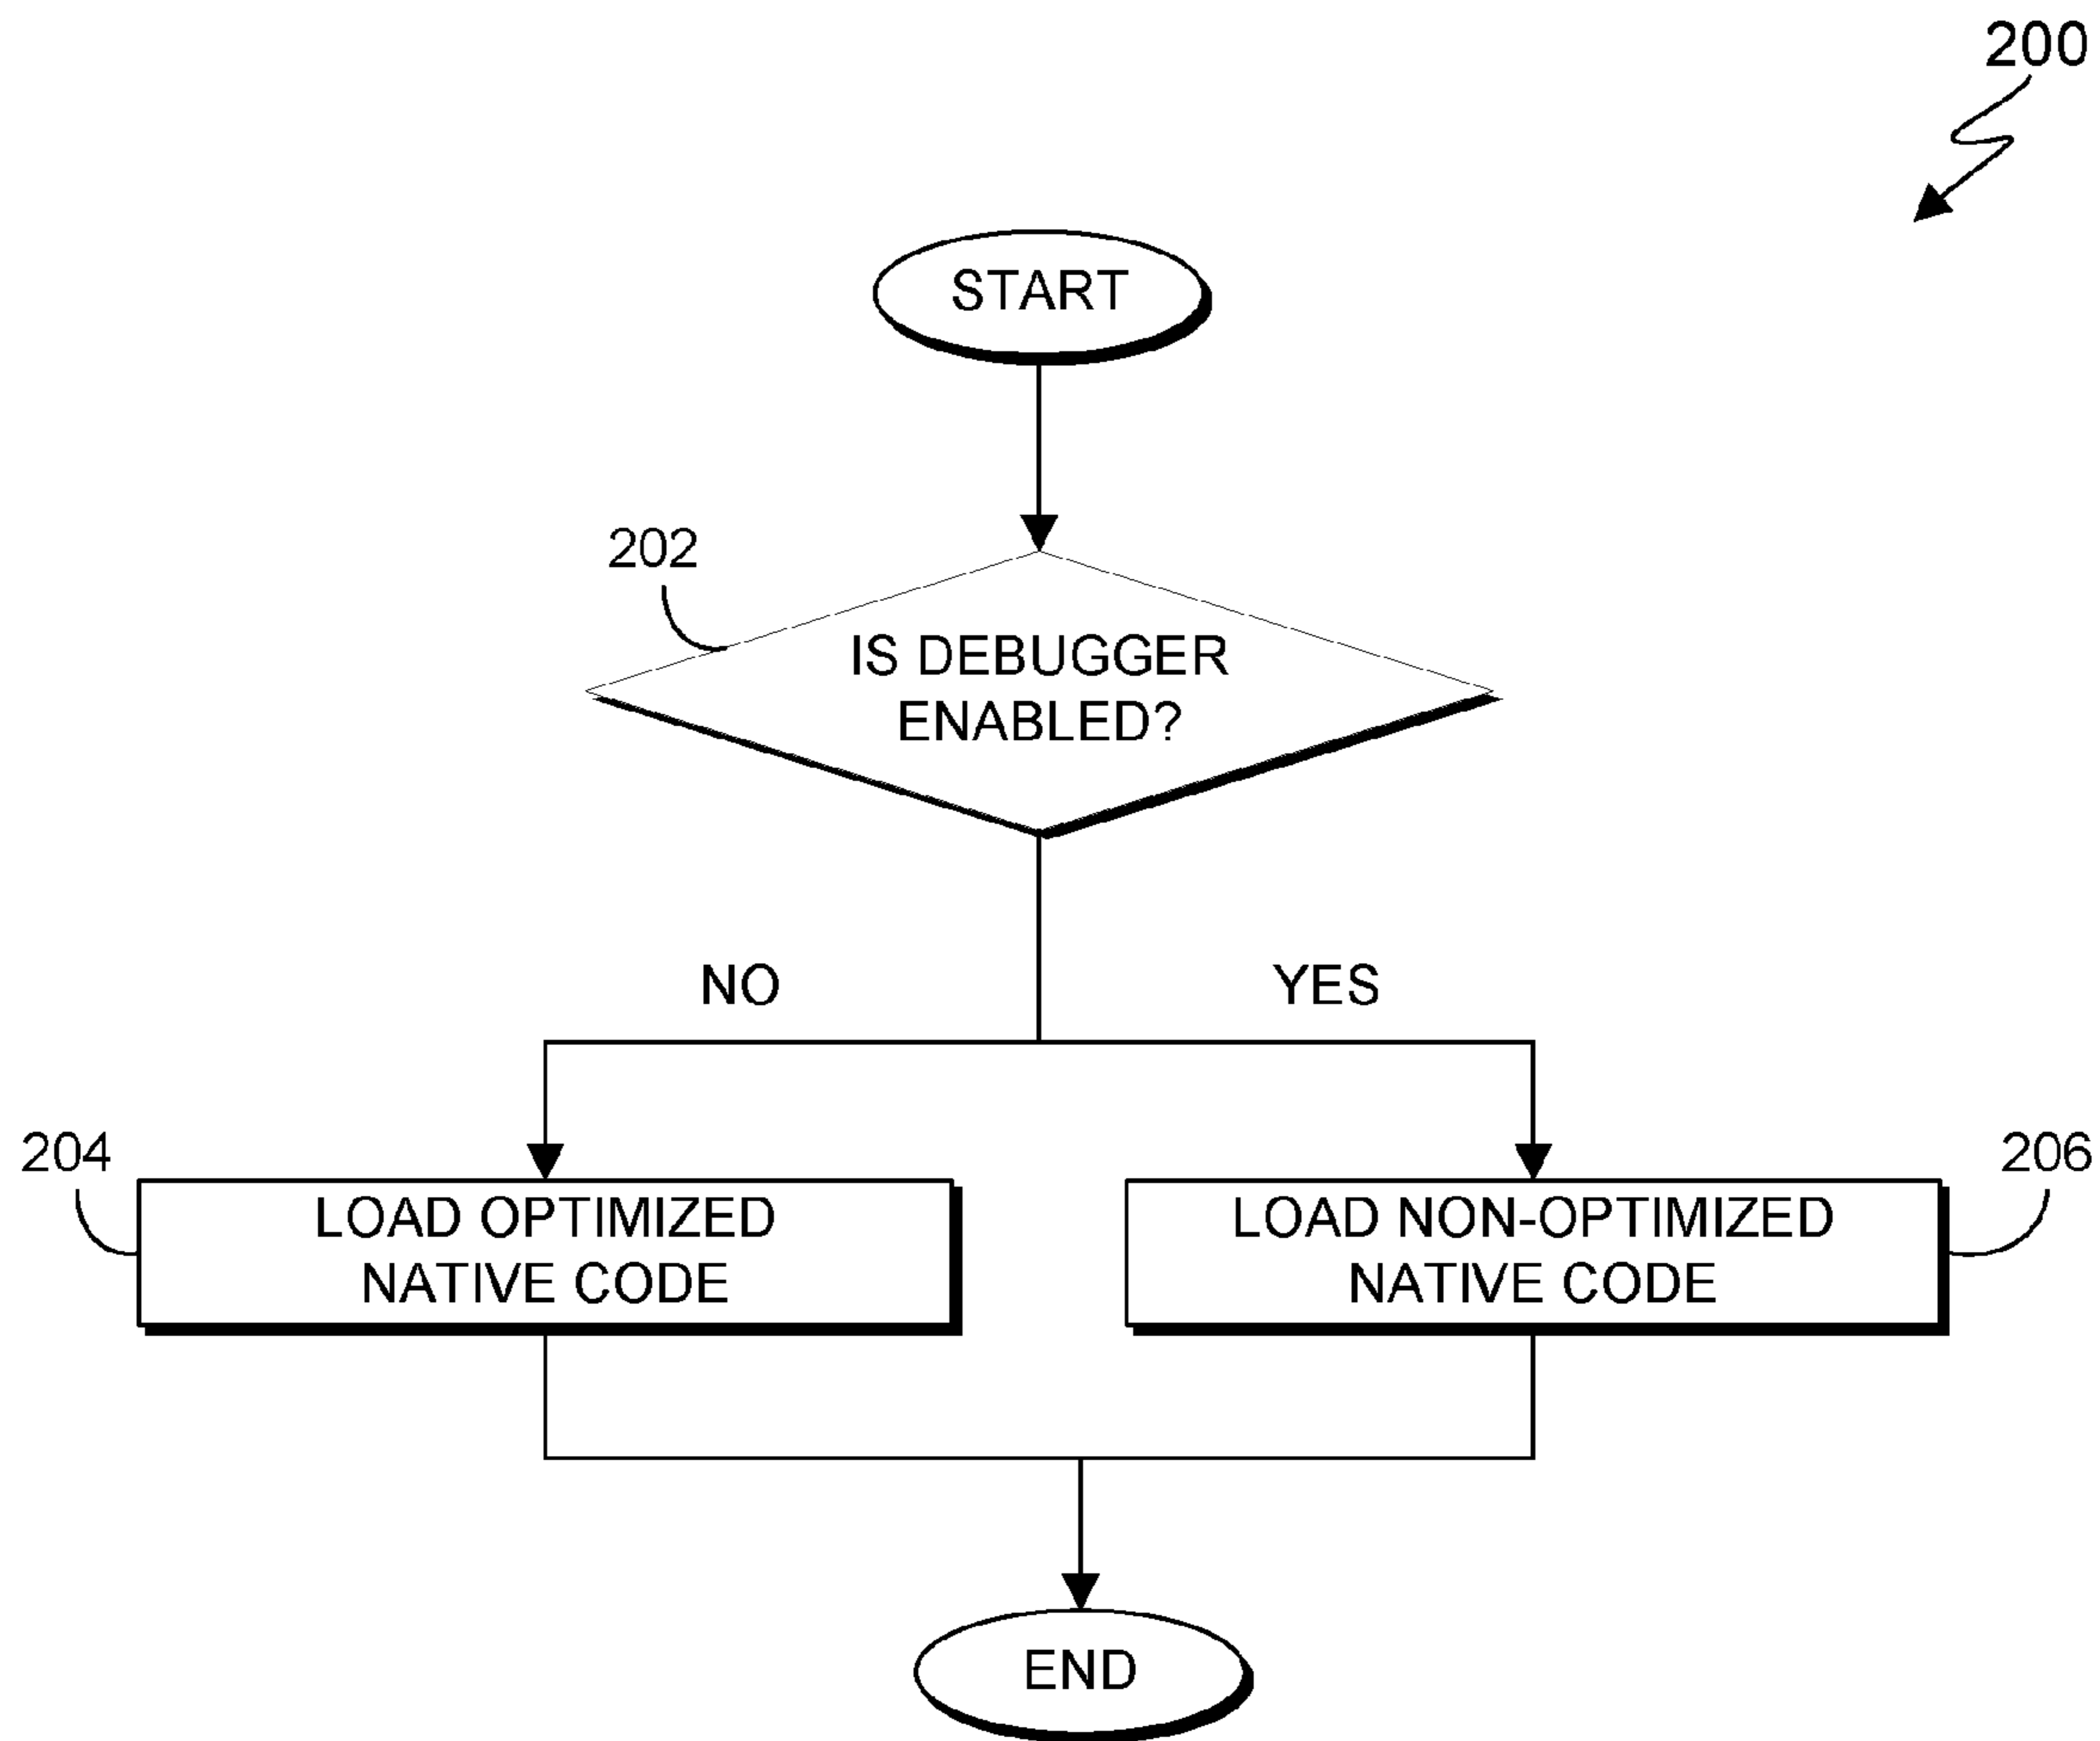 200
START
202
IS DEBUGGER
ENABLED?
NO
YES
204
LOAD OPTIMIZED
NATIVE CODE
LOAD NON-OPTIMIZED
NATIVE CODE
206
END